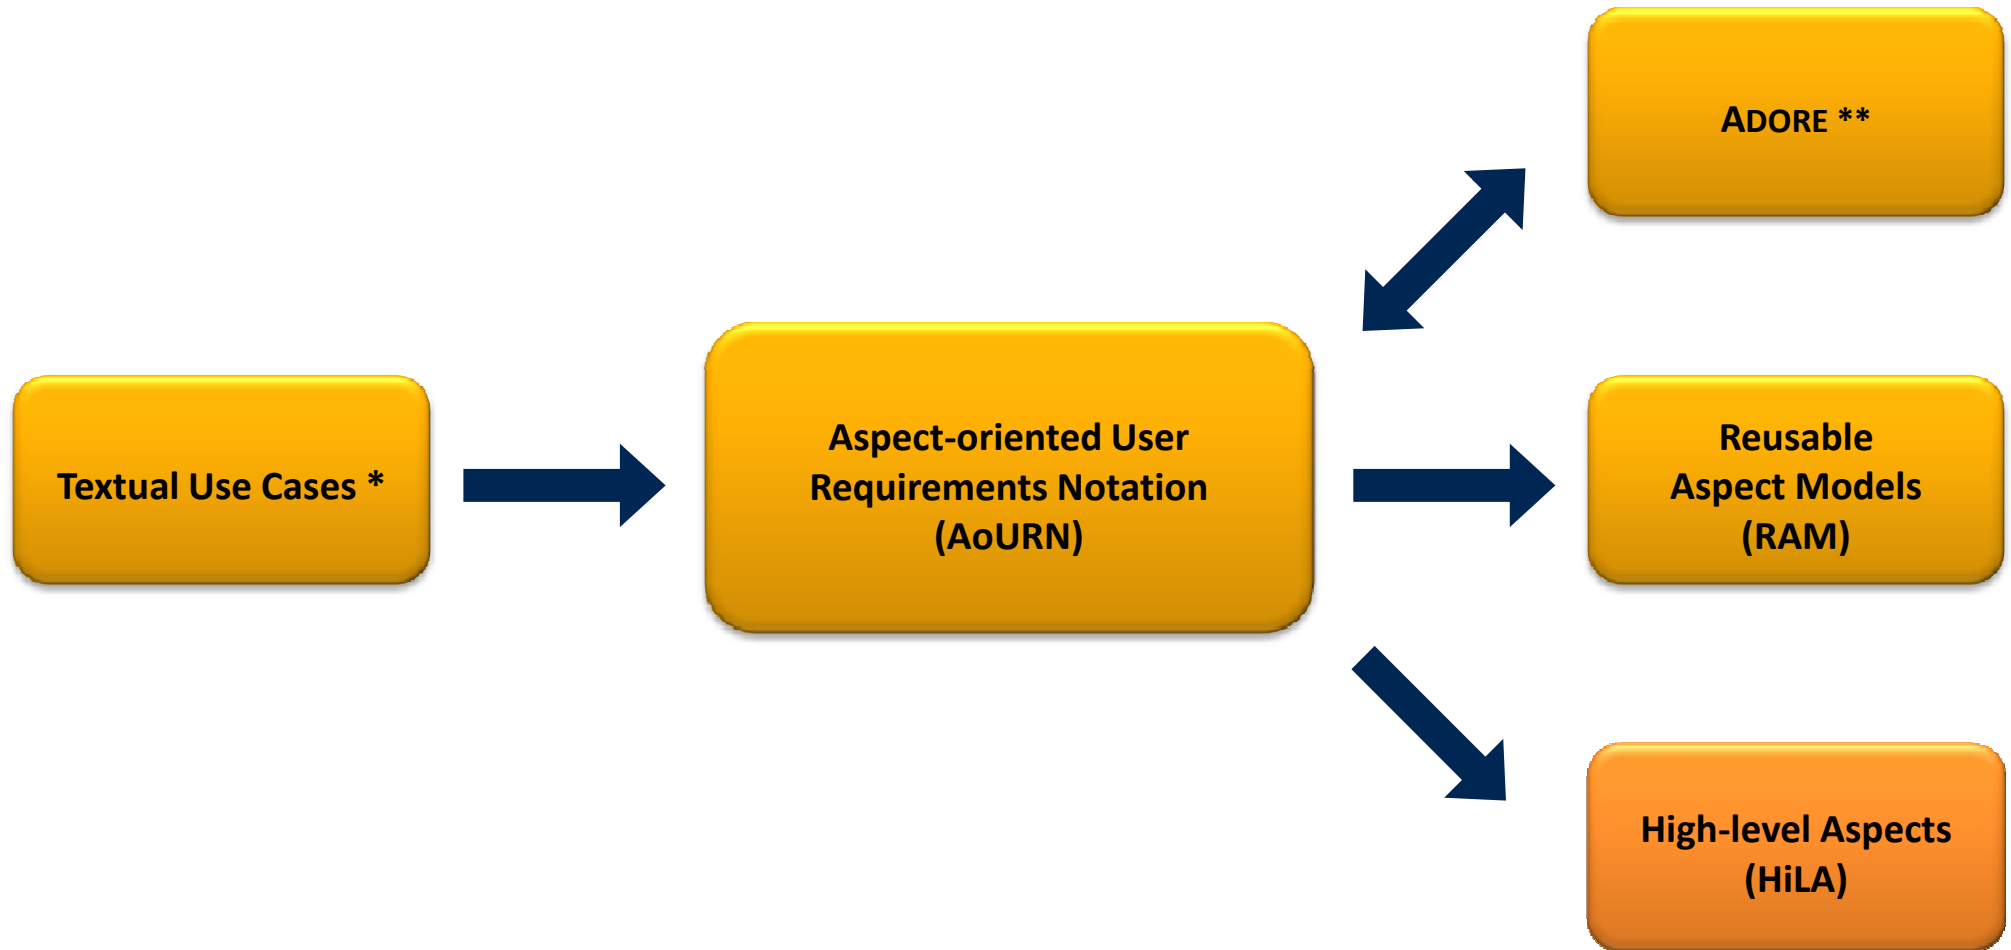 ADORE **
Textual Use Cases *
Aspect-oriented User
Requirements Notation
(AoURN)
Reusable
Aspect Models
(RAM)
High-level Aspects
(HiLA)